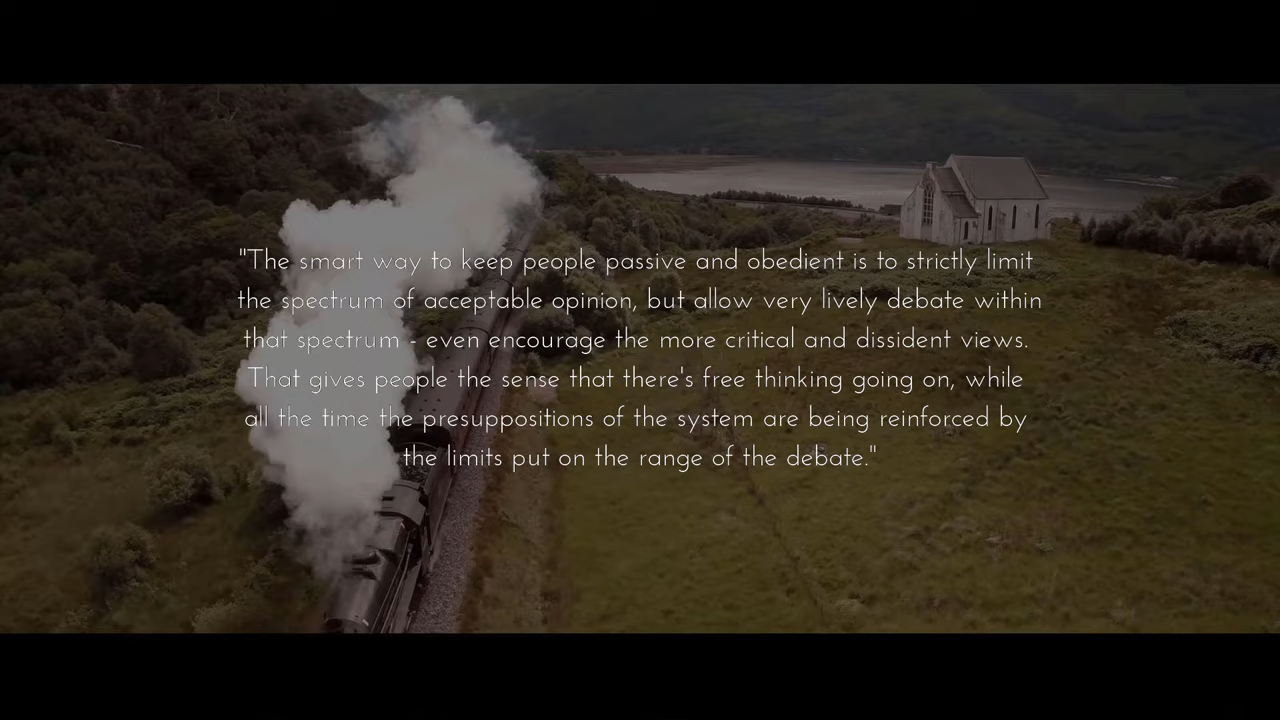 "The smart way to keep people passive and obedient is to strictly limit
the spectrum of acceptable opinion, but allow very lively debate within
that spectrum - even encourage the more critical and dissident views.
That gives people the sense that there's free thinking going on, while
all the time the presuppositions of the system are being reinforced by
the limits put on the range of the debate."